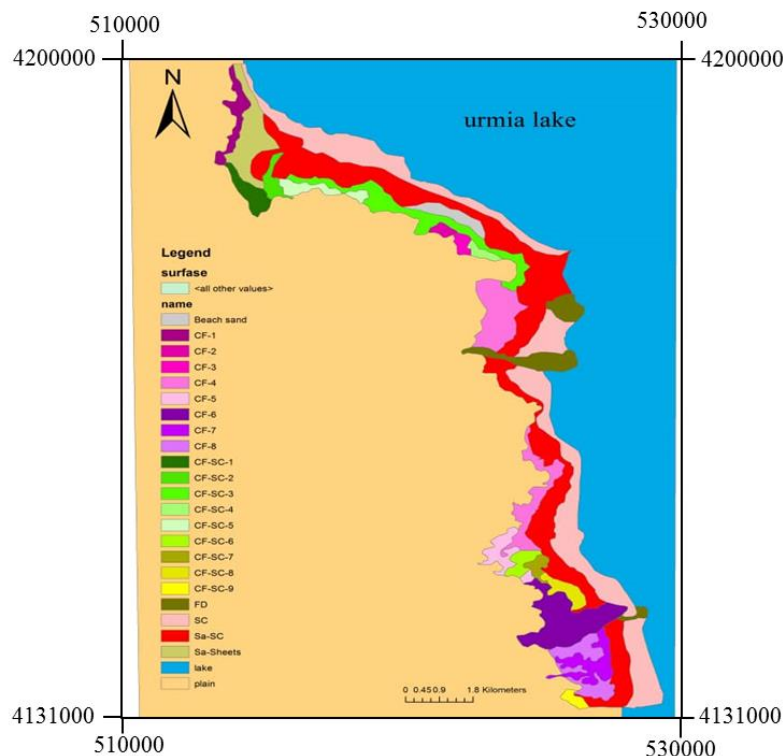 510000
530000
4200000
4200000
N
urmia lake
Legend
surfase
<all other values>
name
Beach sand
CF-1
CF-2
CF-3
CF-4
CF-5
CF-6
CF-7
CF-8
CF-SC-1
CF-SC-2
CF-SC-3
CF-SC-4
CF-SC-5
CF-SC-6
CF-SC-7
CF-SC-8
CF-SC-9
FD
SC
Sa-SC
Sa-Sheets
lake
plain
0 0.45 0.9 1.8 Kilometers
4131000
4131000
510000
530000